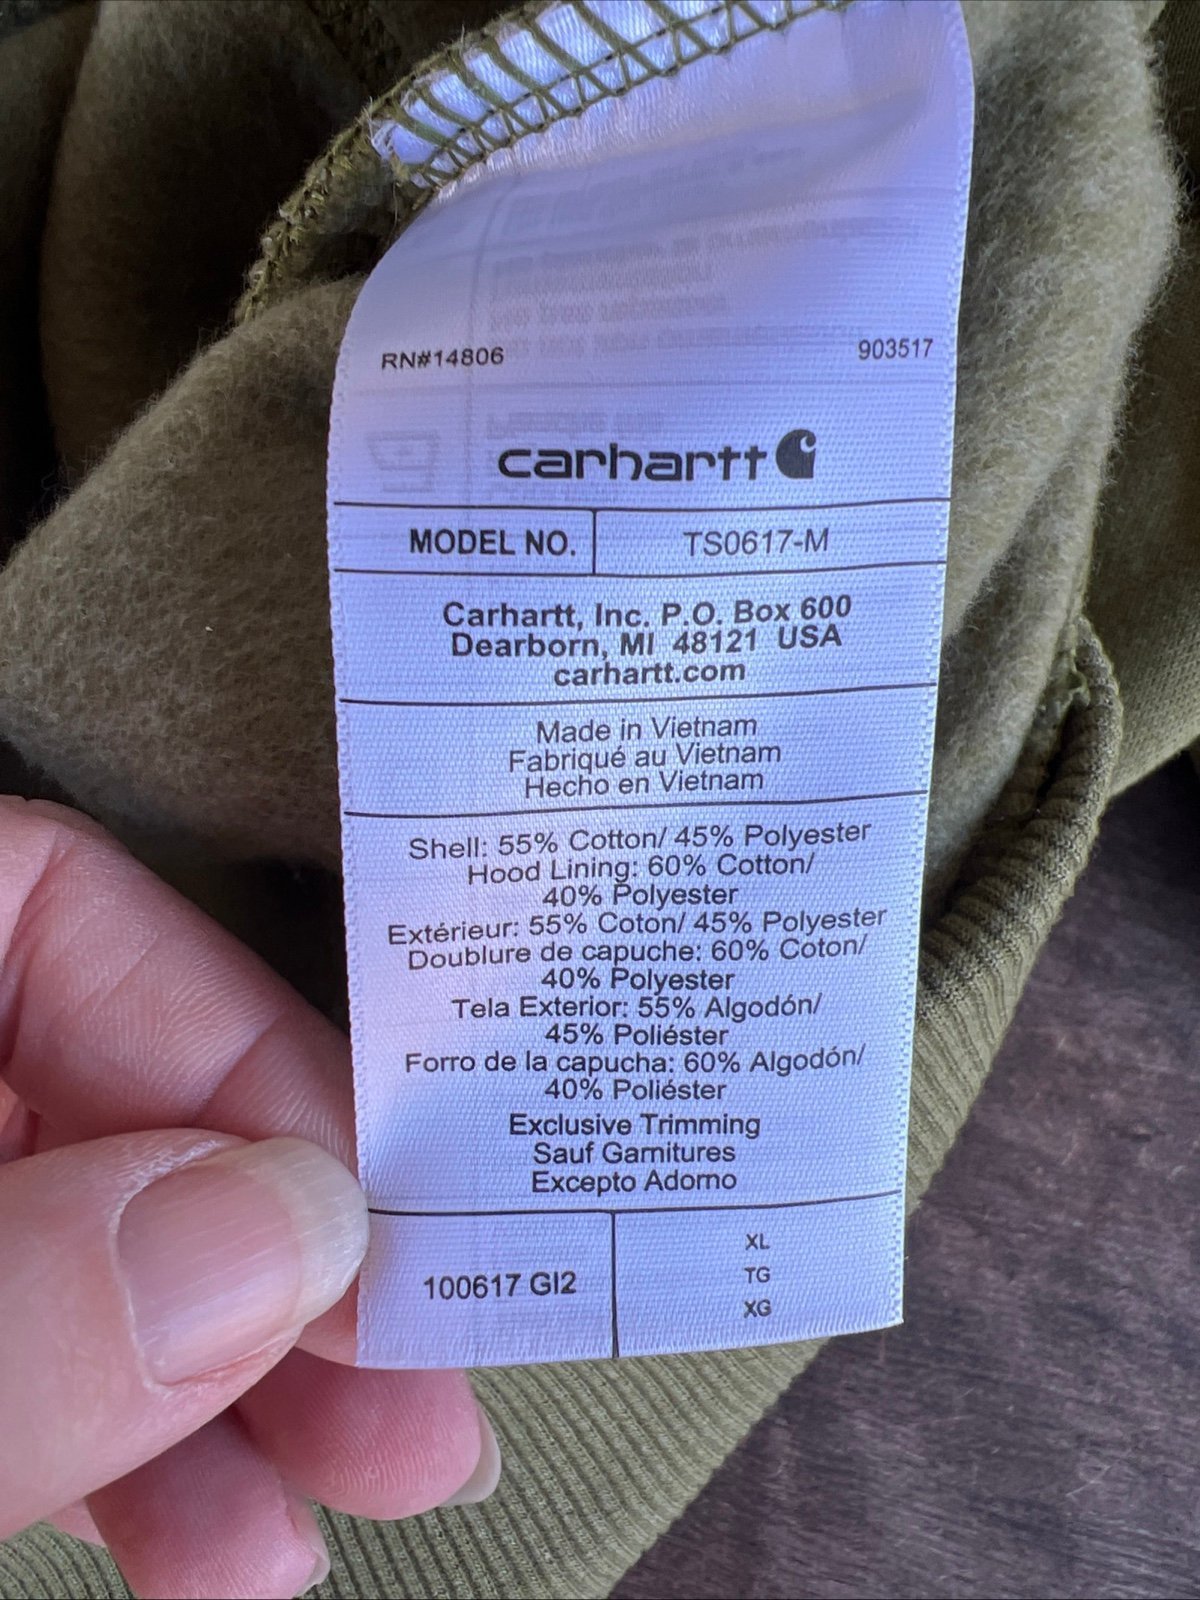 RN#14806 903517
carhartt
MODEL NO. TS0617-M
Carhartt, Inc. P.O. Box 600
Dearborn, MI 48121 USA
carhartt.com
Made in Vietnam
Fabriqué au Vietnam
Hecho en Vietnam
Shell: 55% Cotton/ 45% Polyester
Hood Lining: 60% Cotton/
40% Polyester
Extérieur: 55% Coton/ 45% Polyester
Doublure de capuche: 60% Coton/
40% Polyester
Tela Exterior: 55% Algodón/
45% Poliéster
Forro de la capucha: 60% Algodón/
40% Poliéster
Exclusive Trimming
Sauf Garnitures
Excepto Adorno
100617 GI2
XL
TG
XG